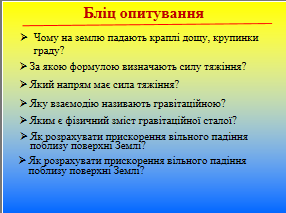 Бліц опитування
Чому на землю падають краплі дощу, крупинки
граду?
За якою формулою визначають силу тяжіння?
Який напрям має сила тяжіння?
Яку взаємодію називають гравітаційною?
Яким є фізичний зміст гравітаційної сталої?
Як розрахувати прискорення вільного падіння
поблизу поверхні Землі?
Як розрахувати прискорення вільного падіння
поблизу поверхні Землі?